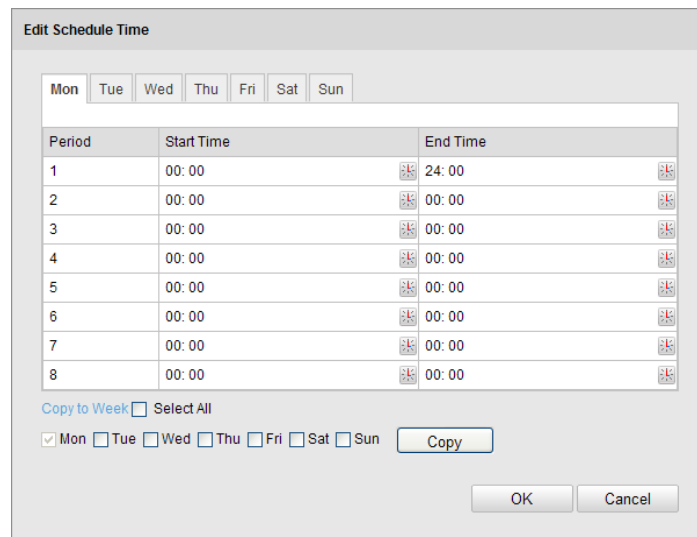 Edit Schedule Time
Mon Tue Wed Thu Fri Sat Sun
Period Start Time End Time
1 00: 00 24: 00
2 00: 00 00: 00
3 00: 00 00: 00
4 00: 00 00: 00
5 00: 00 00: 00
6 00: 00 00: 00
7 00: 00 00: 00
8 00: 00 00: 00
Copy to Week Select All
Mon Tue Wed Thu Fri Sat Sun Copy
OK Cancel